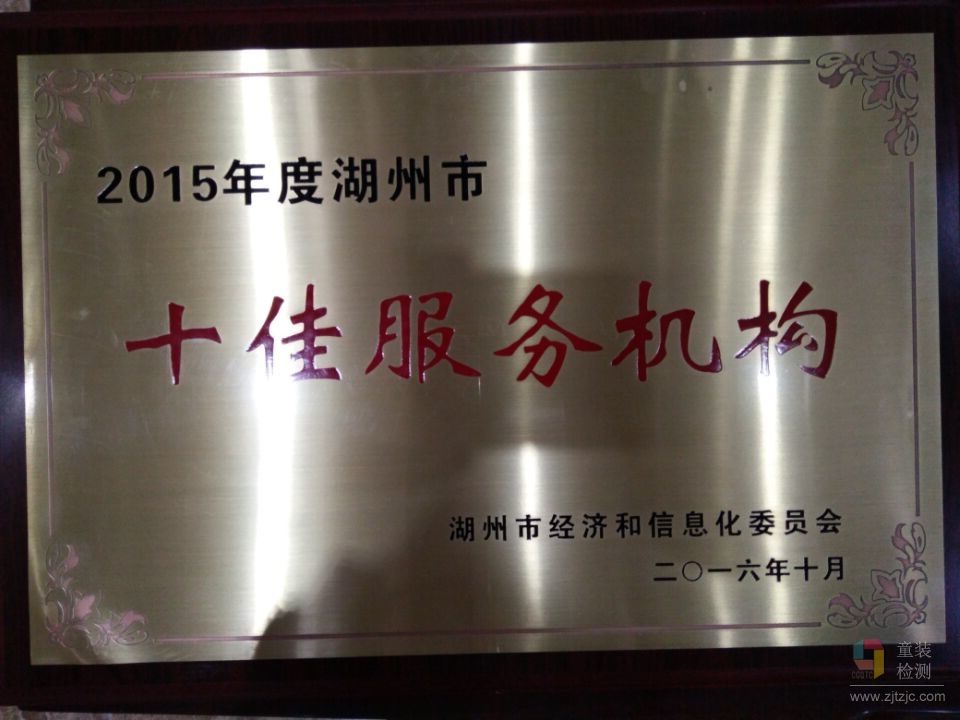 2015年度湖州市
十佳服务机构
湖州市经济和信息化委员会
二〇一六年十月
童装
检测
CCQTC
www.zjtzjc.com